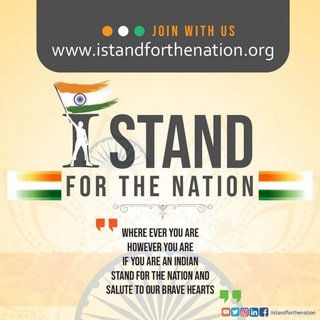 JOIN WITH US
www.istandforthenation.org
I STAND
FOR THE NATION
WHERE EVER YOU ARE
HOWEVER YOU ARE
IF YOU ARE AN INDIAN
STAND FOR THE NATION AND
SALUTE TO OUR BRAVE HEARTS
/istandforthenation